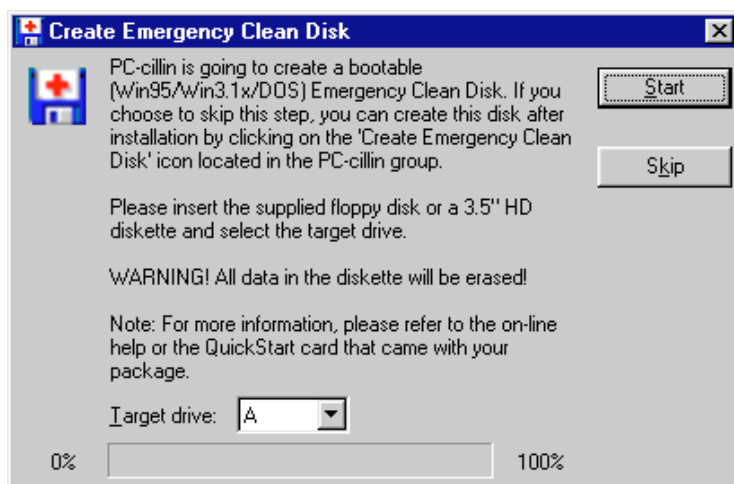 Create Emergency Clean Disk
PC-cillin is going to create a bootable
(Win95/Win3.1x/DOS) Emergency Clean Disk. If you
choose to skip this step, you can create this disk after
installation by clicking on the 'Create Emergency Clean
Disk' icon located in the PC-cillin group.
Start
Skip
Please insert the supplied floppy disk or a 3.5" HD
diskette and select the target drive.
WARNING! All data in the diskette will be erased!
Note: For more information, please refer to the on-line
help or the QuickStart card that came with your
package.
Target drive: A
0% 100%